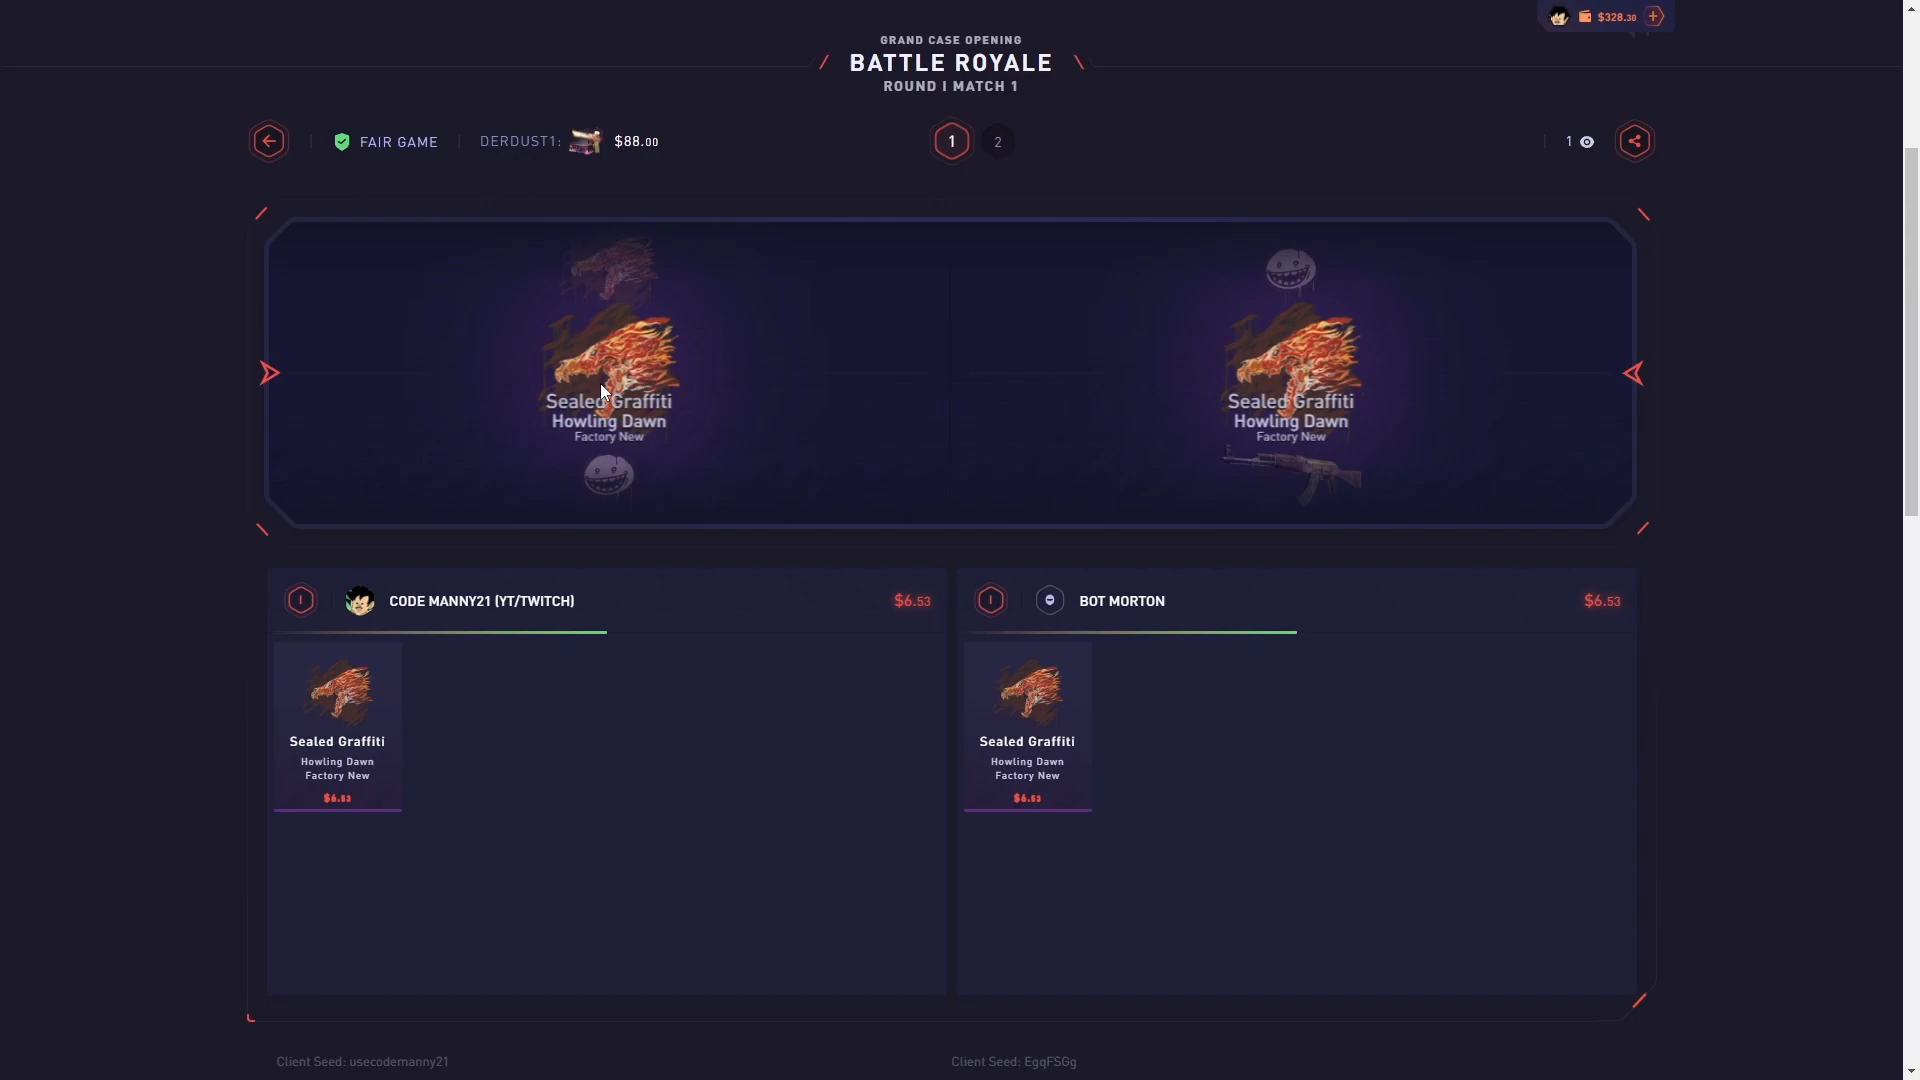 $328.30
GRAND CASE OPENING
BATTLE ROYALE
ROUND I MATCH 1
FAIR GAME
DERDUST1: $88.00
1
2
1
Sealed Graffiti
Howling Dawn
Factory New
Sealed Graffiti
Howling Dawn
Factory New
I
CODE MANNY21 (YT/TWITCH)
$6.53
I
BOT MORTON
$6.53
Sealed Graffiti
Howling Dawn
Factory New
$6.53
Sealed Graffiti
Howling Dawn
Factory New
$6.53
Client Seed: usecodemanny21
Client Seed: EgqFSGg